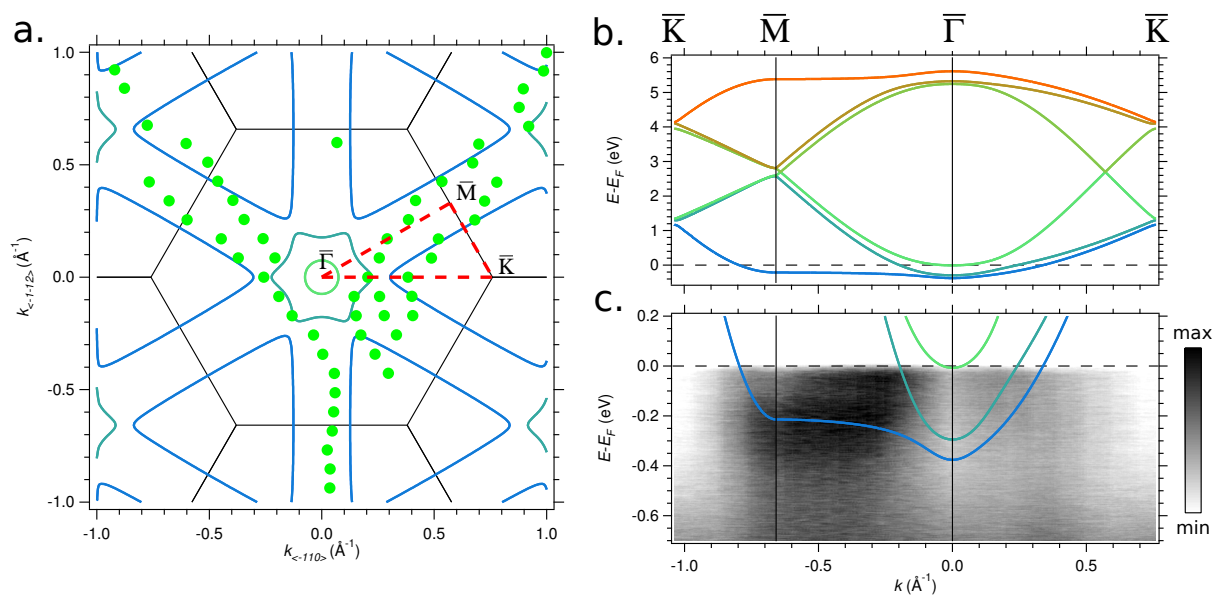 a.
1.0
0.5
0.0
-0.5
-1.0
k<-1-12> (Å⁻¹)
-1.0 -0.5 0.0 0.5 1.0
k<-110> (Å⁻¹)
Γ̅
M̅
K̅
b.
K̅ M̅ Γ̅ K̅
6
5
4
3
2
1
0
E-E_F (eV)
c.
0.2
0.0
-0.2
-0.4
-0.6
E-E_F (eV)
-1.0 -0.5 0.0 0.5
k (Å⁻¹)
max
min